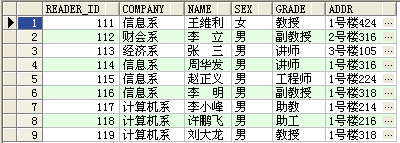 READER_ID COMPANY NAME SEX GRADE ADDR
1 111 信息系 王维利 女 教授 1号楼424 ...
2 112 财会系 李 立 男 副教授 2号楼316 ...
3 113 经济系 张 三 男 讲师 3号楼105 ...
4 114 信息系 周华发 男 讲师 1号楼316 ...
5 115 信息系 赵正义 男 工程师 1号楼224 ...
6 116 信息系 李 明 男 副教授 1号楼318 ...
7 117 计算机系 李小峰 男 助教 1号楼214 ...
8 118 计算机系 许鹏飞 男 助工 1号楼216 ...
9 119 计算机系 刘大龙 男 教授 1号楼318 ...